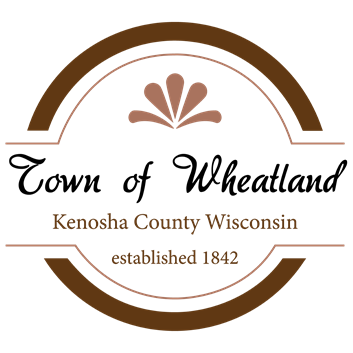 Town of Wheatland
Kenosha County Wisconsin
established 1842